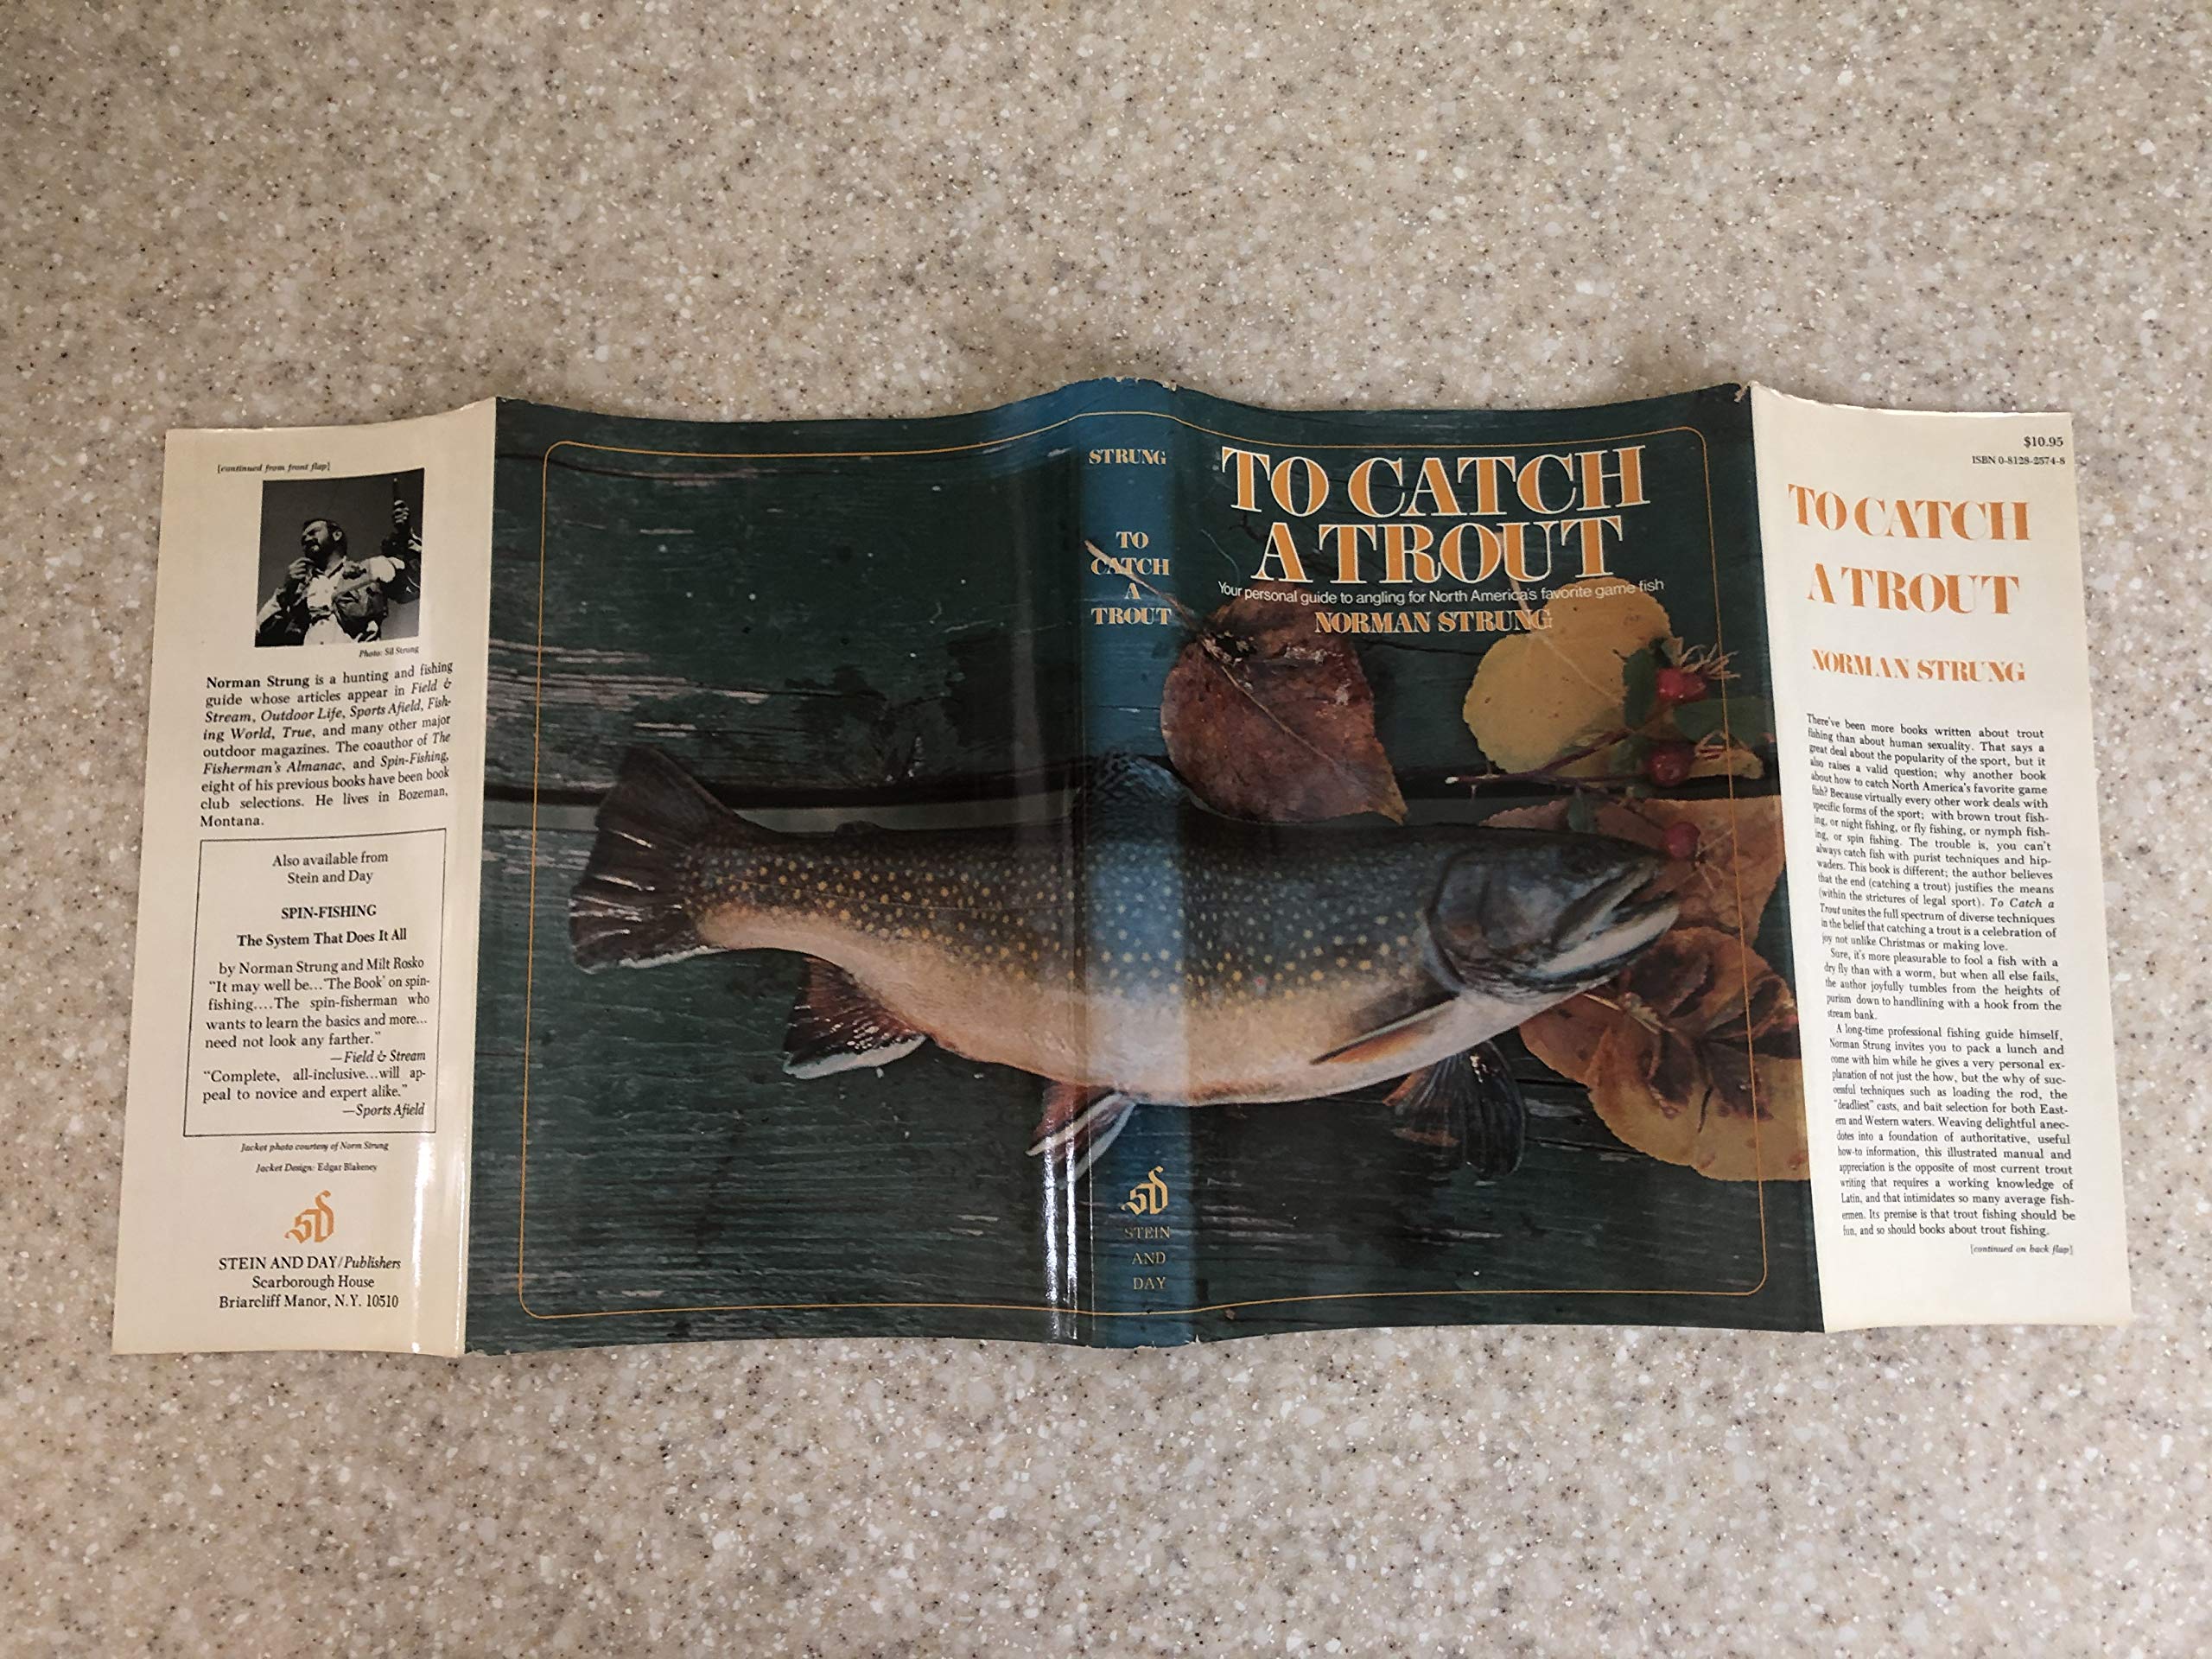 [continued from front flap]
Photo: Sil Strung
Norman Strung is a hunting and fishing
guide whose articles appear in Field &
Stream, Outdoor Life, Sports Afield, Fish-
ing World, True, and many other major
outdoor magazines. The coauthor of The
Fisherman's Almanac, and Spin-Fishing,
eight of his previous books have been book
club selections. He lives in Bozeman,
Montana.
Also available from
Stein and Day
SPIN-FISHING
The System That Does It All
by Norman Strung and Milt Rosko
"It may well be...'The Book' on spin-
fishing....The spin-fisherman who
wants to learn the basics and more...
need not look any farther."
—Field & Stream
"Complete, all-inclusive...will ap-
peal to novice and expert alike."
—Sports Afield
Jacket photo courtesy of Norm Strung
Jacket Design: Edgar Blakeney
sd
STEIN AND DAY/Publishers
Scarborough House
Briarcliff Manor, N.Y. 10510
STRUNG
TO
CATCH
A
TROUT
sd
STEIN
AND
DAY
TO CATCH
A TROUT
Your personal guide to angling for North America's favorite game fish
NORMAN STRUNG
$10.95
ISBN 0-8128-2574-8
TO CATCH
A TROUT
NORMAN STRUNG
There've been more books written about trout
fishing than about human sexuality. That says a
great deal about the popularity of the sport, but it
also raises a valid question; why another book
about how to catch North America's favorite game
fish? Because virtually every other work deals with
specific forms of the sport; with brown trout fish-
ing, or night fishing, or fly fishing, or nymph fish-
ing, or spin fishing. The trouble is, you can't
always catch fish with purist techniques and hip-
waders. This book is different; the author believes
that the end (catching a trout) justifies the means
(within the strictures of legal sport). To Catch a
Trout unites the full spectrum of diverse techniques
in the belief that catching a trout is a celebration of
joy not unlike Christmas or making love.
Sure, it's more pleasurable to fool a fish with a
dry fly than with a worm, but when all else fails,
the author joyfully tumbles from the heights of
purism down to handlining with a hook from the
stream bank.
A long-time professional fishing guide himself,
Norman Strung invites you to pack a lunch and
come with him while he gives a very personal ex-
planation of not just the how, but the why of suc-
cessful techniques such as loading the rod, the
"deadliest" casts, and bait selection for both East-
ern and Western waters. Weaving delightful anec-
dotes into a foundation of authoritative, useful
how-to information, this illustrated manual and
appreciation is the opposite of most current trout
writing that requires a working knowledge of
Latin, and that intimidates so many average fish-
ermen. Its premise is that trout fishing should be
fun, and so should books about trout fishing.
[continued on back flap]